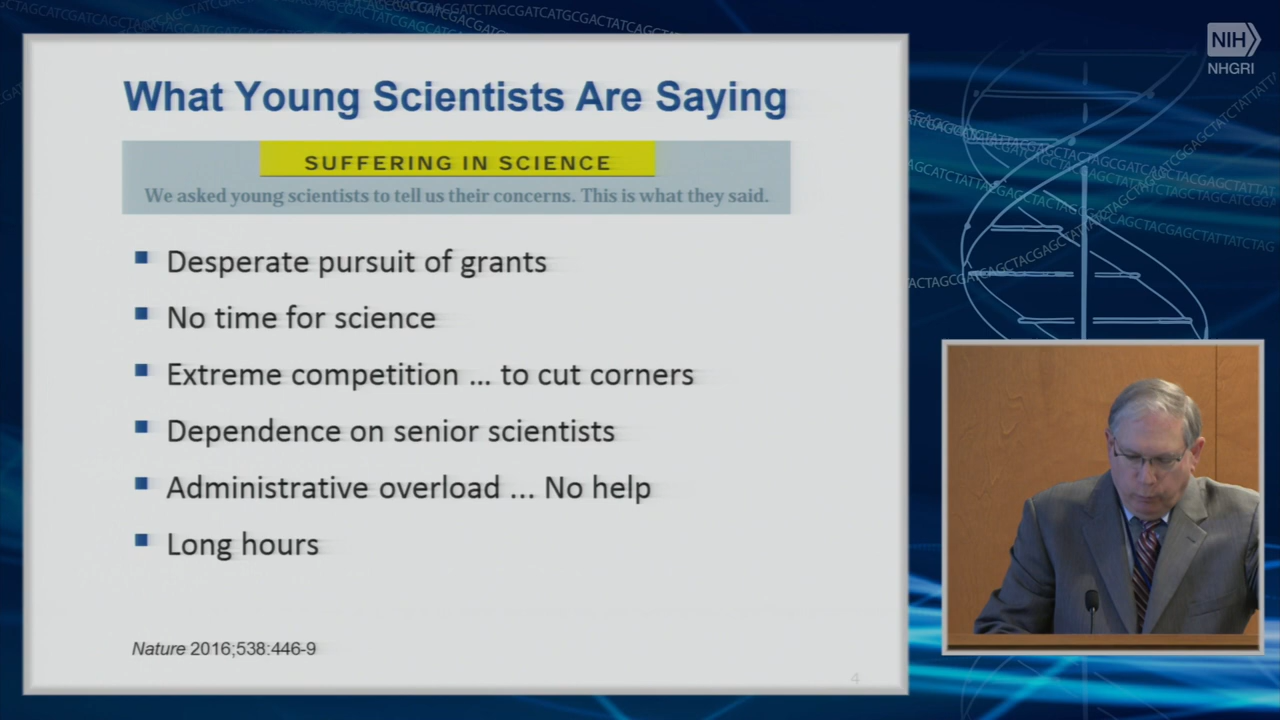 NIH
NHGRI
What Young Scientists Are Saying
SUFFERING IN SCIENCE
We asked young scientists to tell us their concerns. This is what they said.
Desperate pursuit of grants
No time for science
Extreme competition ... to cut corners
Dependence on senior scientists
Administrative overload ... No help
Long hours
Nature 2016;538:446-9
4